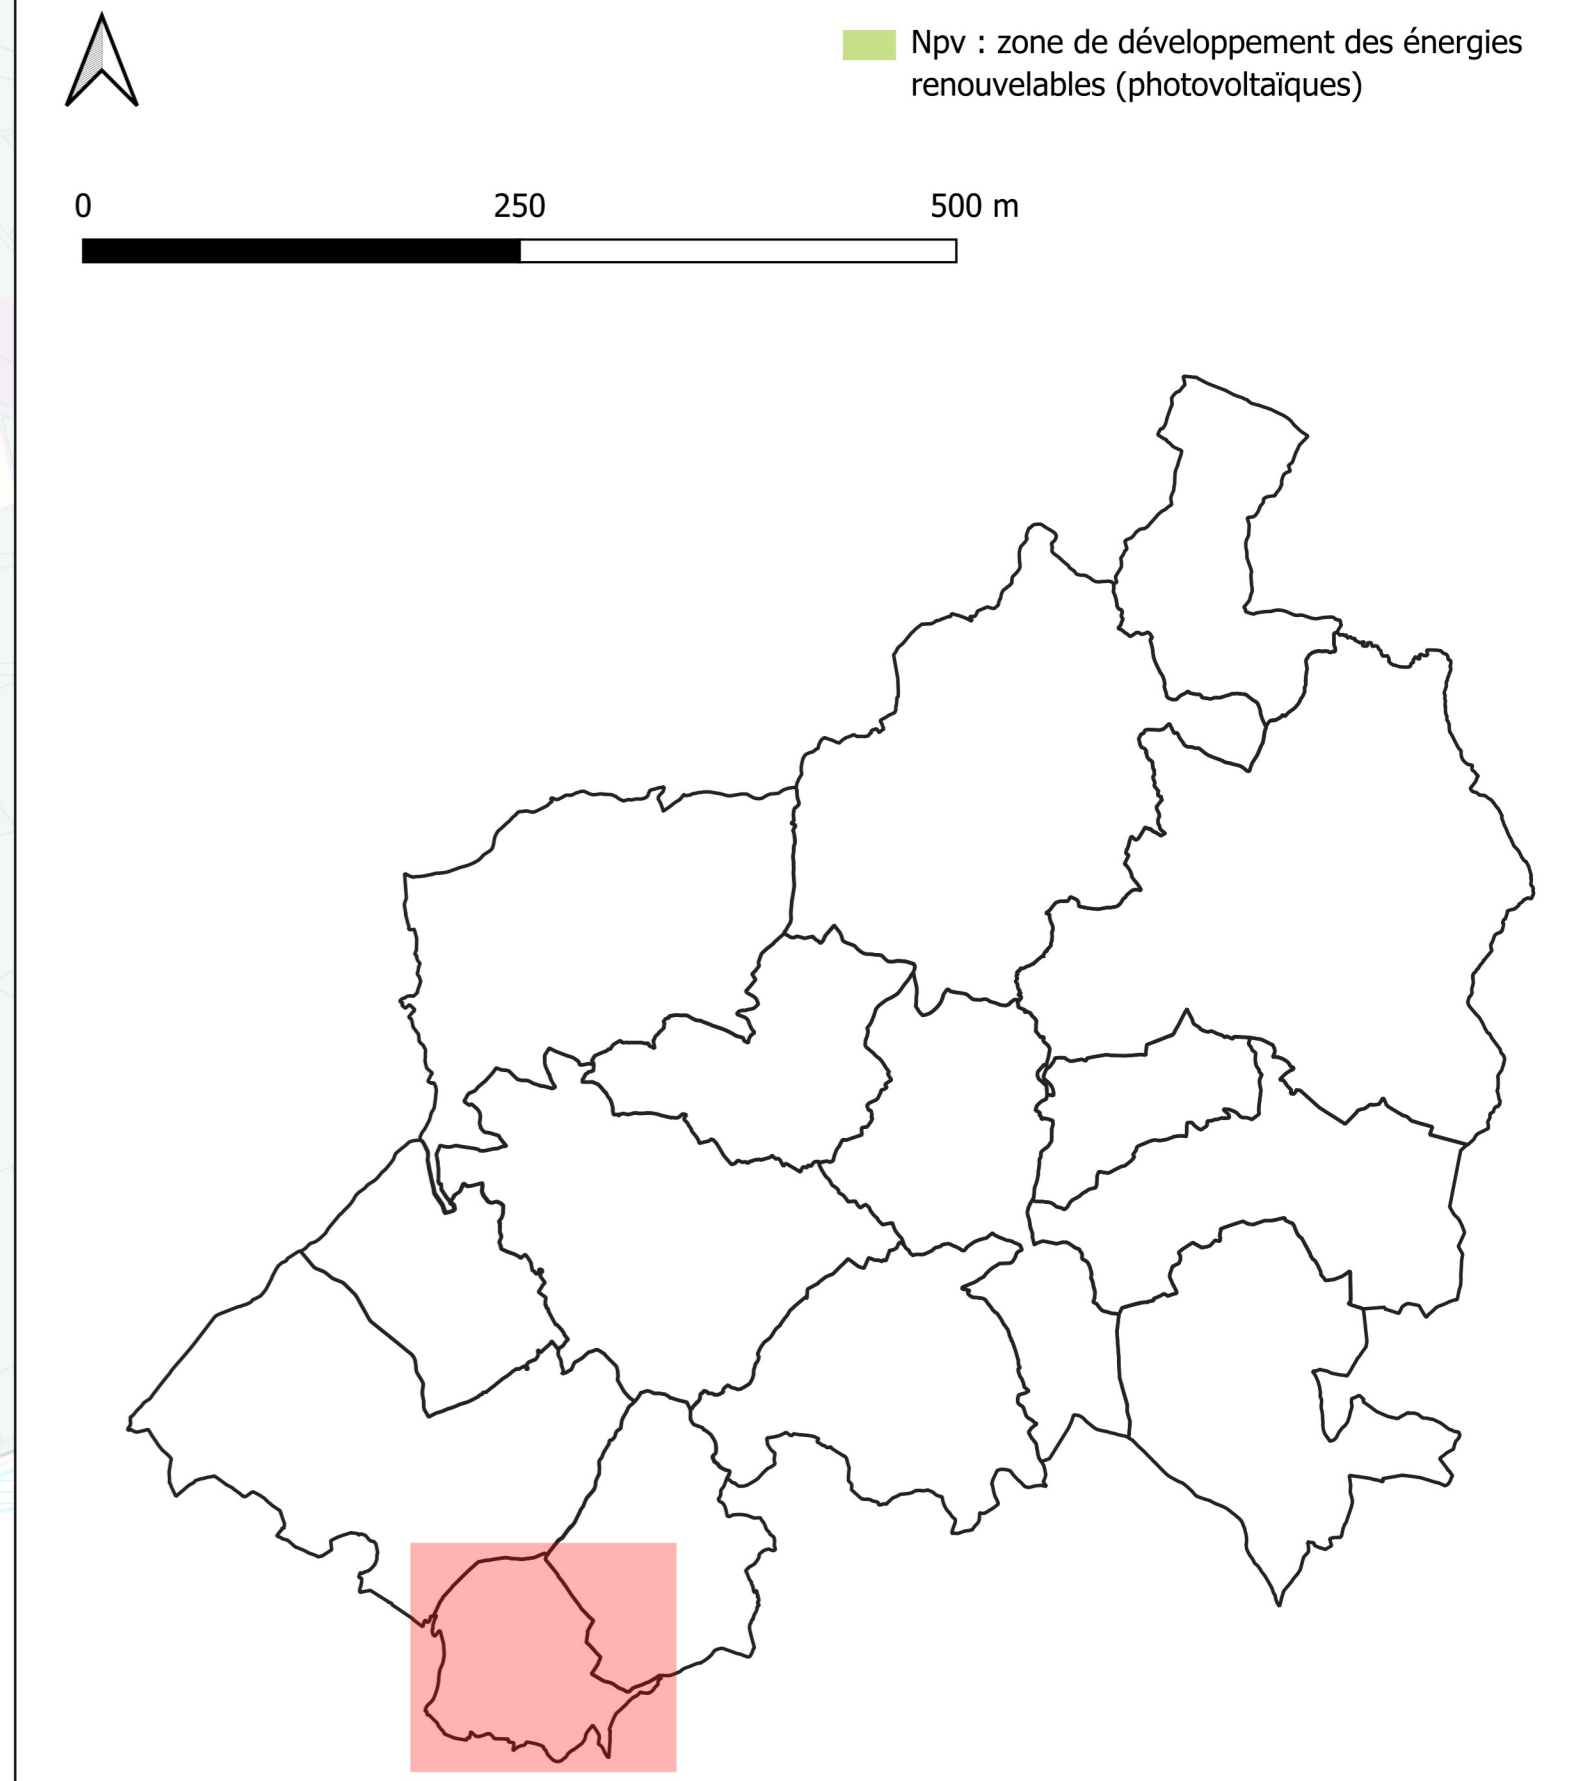 Npv : zone de développement des énergies
renouvelables (photovoltaïques)
0 250 500 m